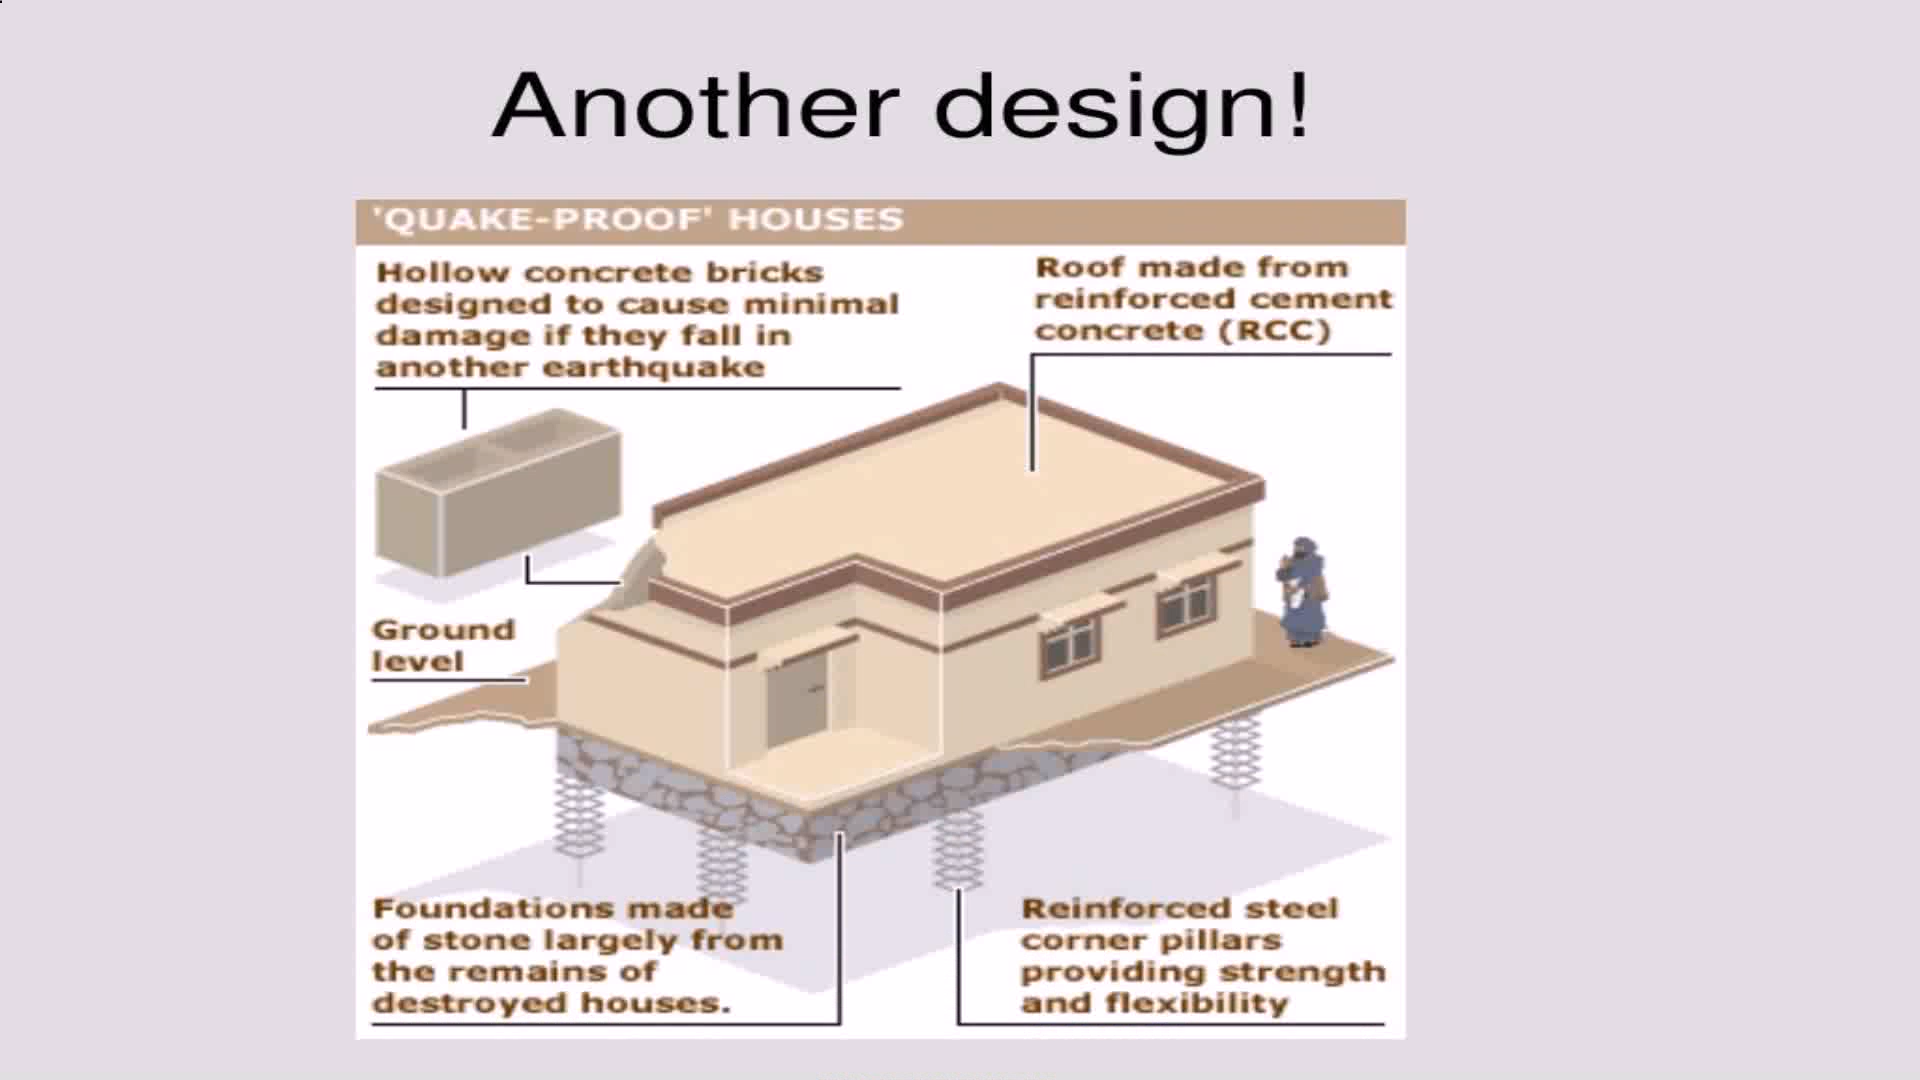 Another design!
'QUAKE-PROOF' HOUSES
Hollow concrete bricks
designed to cause minimal
damage if they fall in
another earthquake
Roof made from
reinforced cement
concrete (RCC)
Ground
level
Foundations made
of stone largely from
the remains of
destroyed houses.
Reinforced steel
corner pillars
providing strength
and flexibility